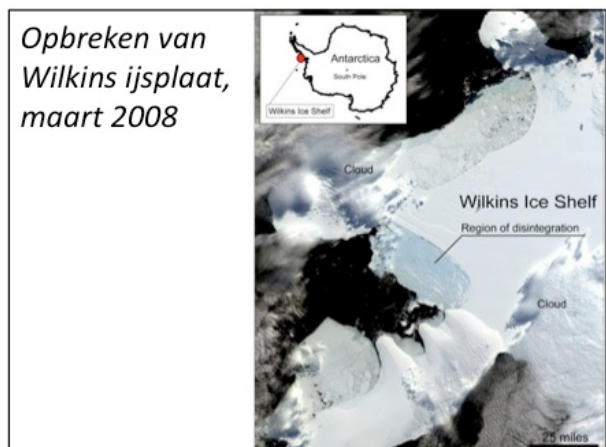 Opbreken van
Wilkins ijsplaat,
maart 2008
Antarctica
South Pole
Wilkins Ice Shelf
Cloud
Wilkins Ice Shelf
Region of disintegration
Cloud
25 miles